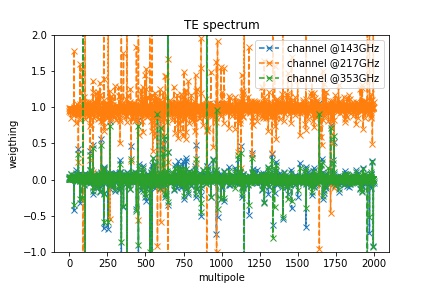 TE spectrum
channel @143GHz
channel @217GHz
channel @353GHz
2.0
1.5
1.0
0.5
0.0
−0.5
−1.0
weigthing
0 250 500 750 1000 1250 1500 1750 2000
multipole